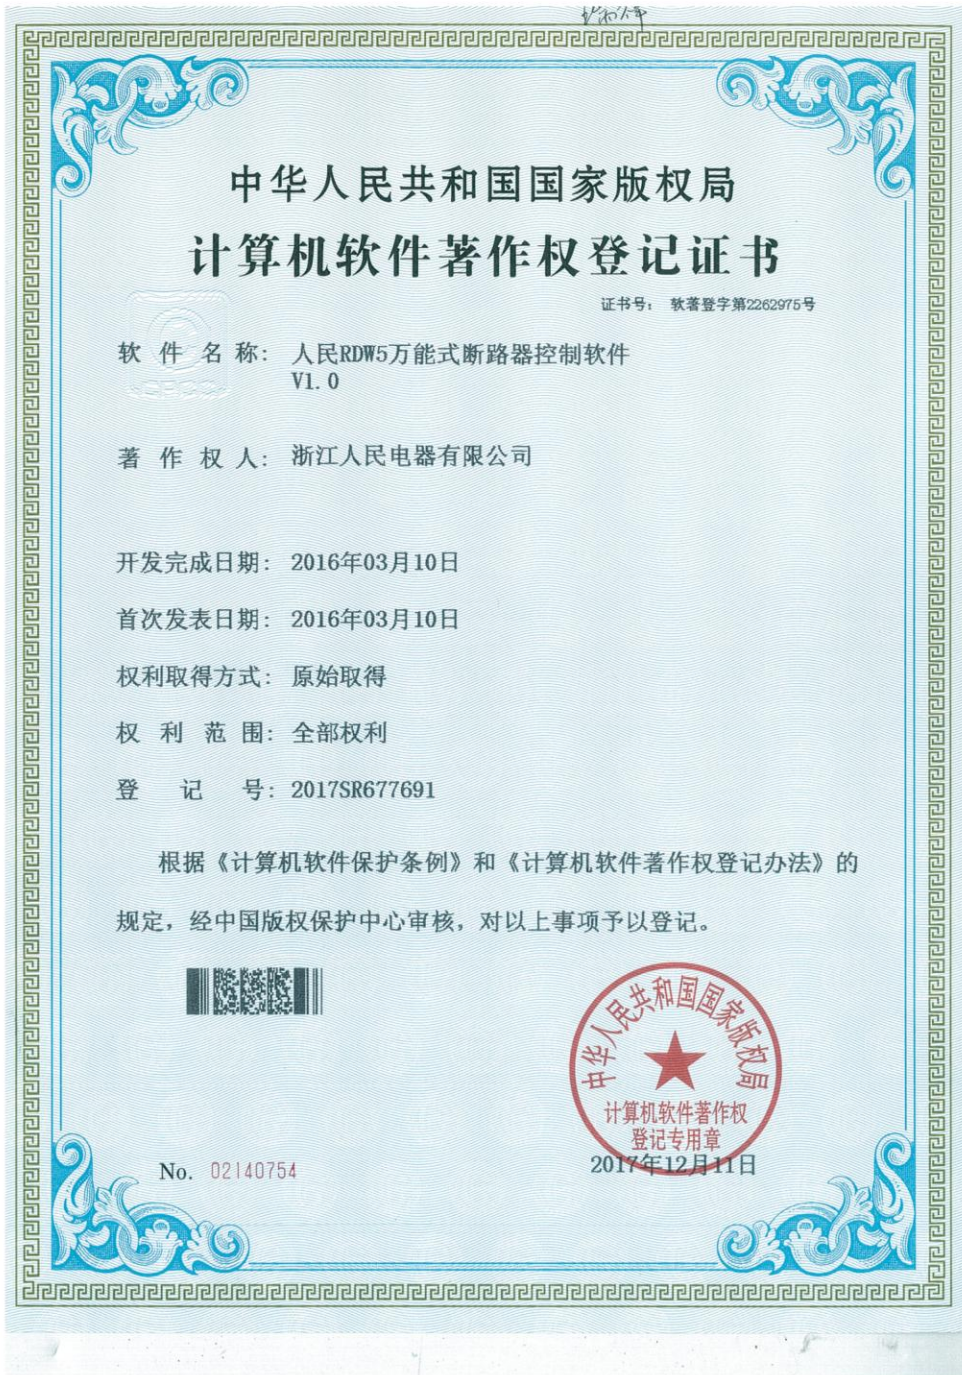 中华人民共和国国家版权局
计算机软件著作权登记证书
证书号： 软著登字第2262975号
软件名称： 人民RDW5万能式断路器控制软件
V1.0
著作权人： 浙江人民电器有限公司
开发完成日期： 2016年03月10日
首次发表日期： 2016年03月10日
权利取得方式： 原始取得
权利范围： 全部权利
登记号： 2017SR677691
根据《计算机软件保护条例》和《计算机软件著作权登记办法》的
规定，经中国版权保护中心审核，对以上事项予以登记。
中华人民共和国国家版权局
计算机软件著作权
登记专用章
No. 02140754
2017年12月11日